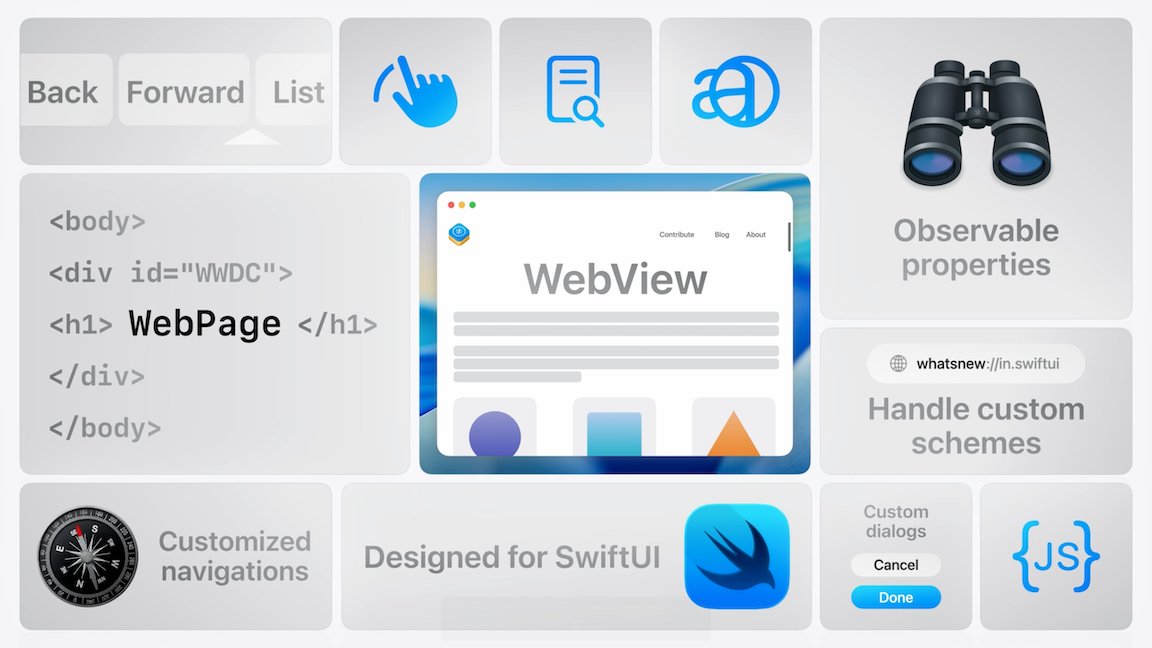 Back
Forward
List
Observable
properties
<body>
<div id="WWDC">
<h1> WebPage </h1>
</div>
</body>
Contribute
Blog
About
WebView
whatsnew://in.swiftui
Handle custom
schemes
S
E
W
N
Customized
navigations
Designed for SwiftUI
Custom
dialogs
Cancel
Done
{JS}